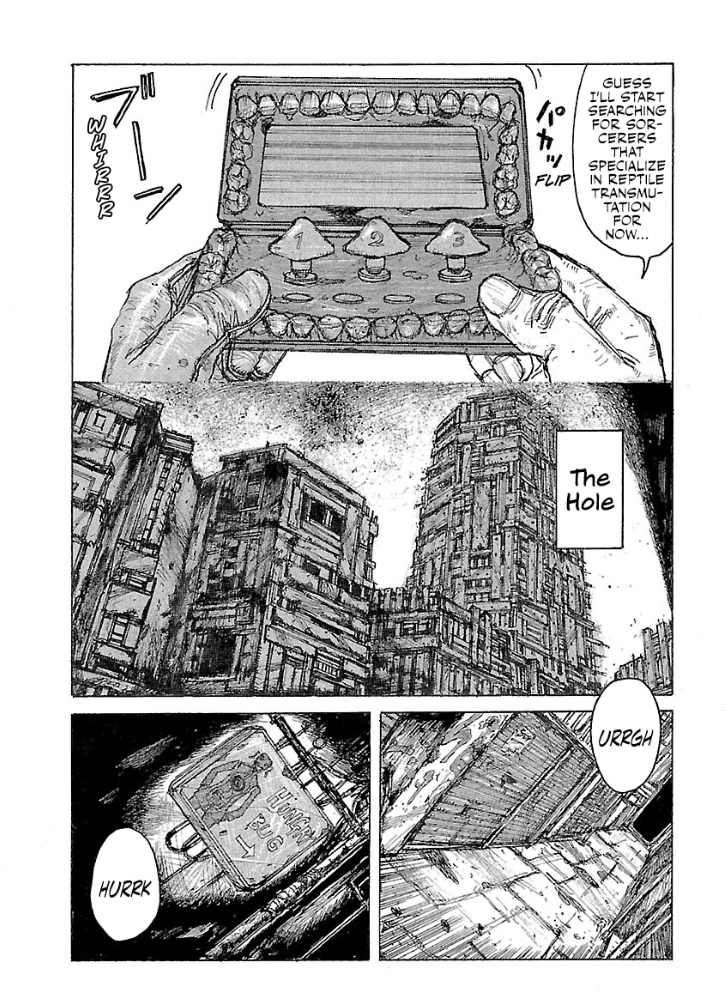 GUESS
I'LL START
SEARCHING
FOR SOR-
CERERS
THAT
SPECIALIZE
IN REPTILE
TRANSMU-
TATION
FOR
NOW...
パカッ
FLIP
ブーン
WHIRRR
1 2 3
The
Hole
URRGH
HUNGRY
BUG
HURRK